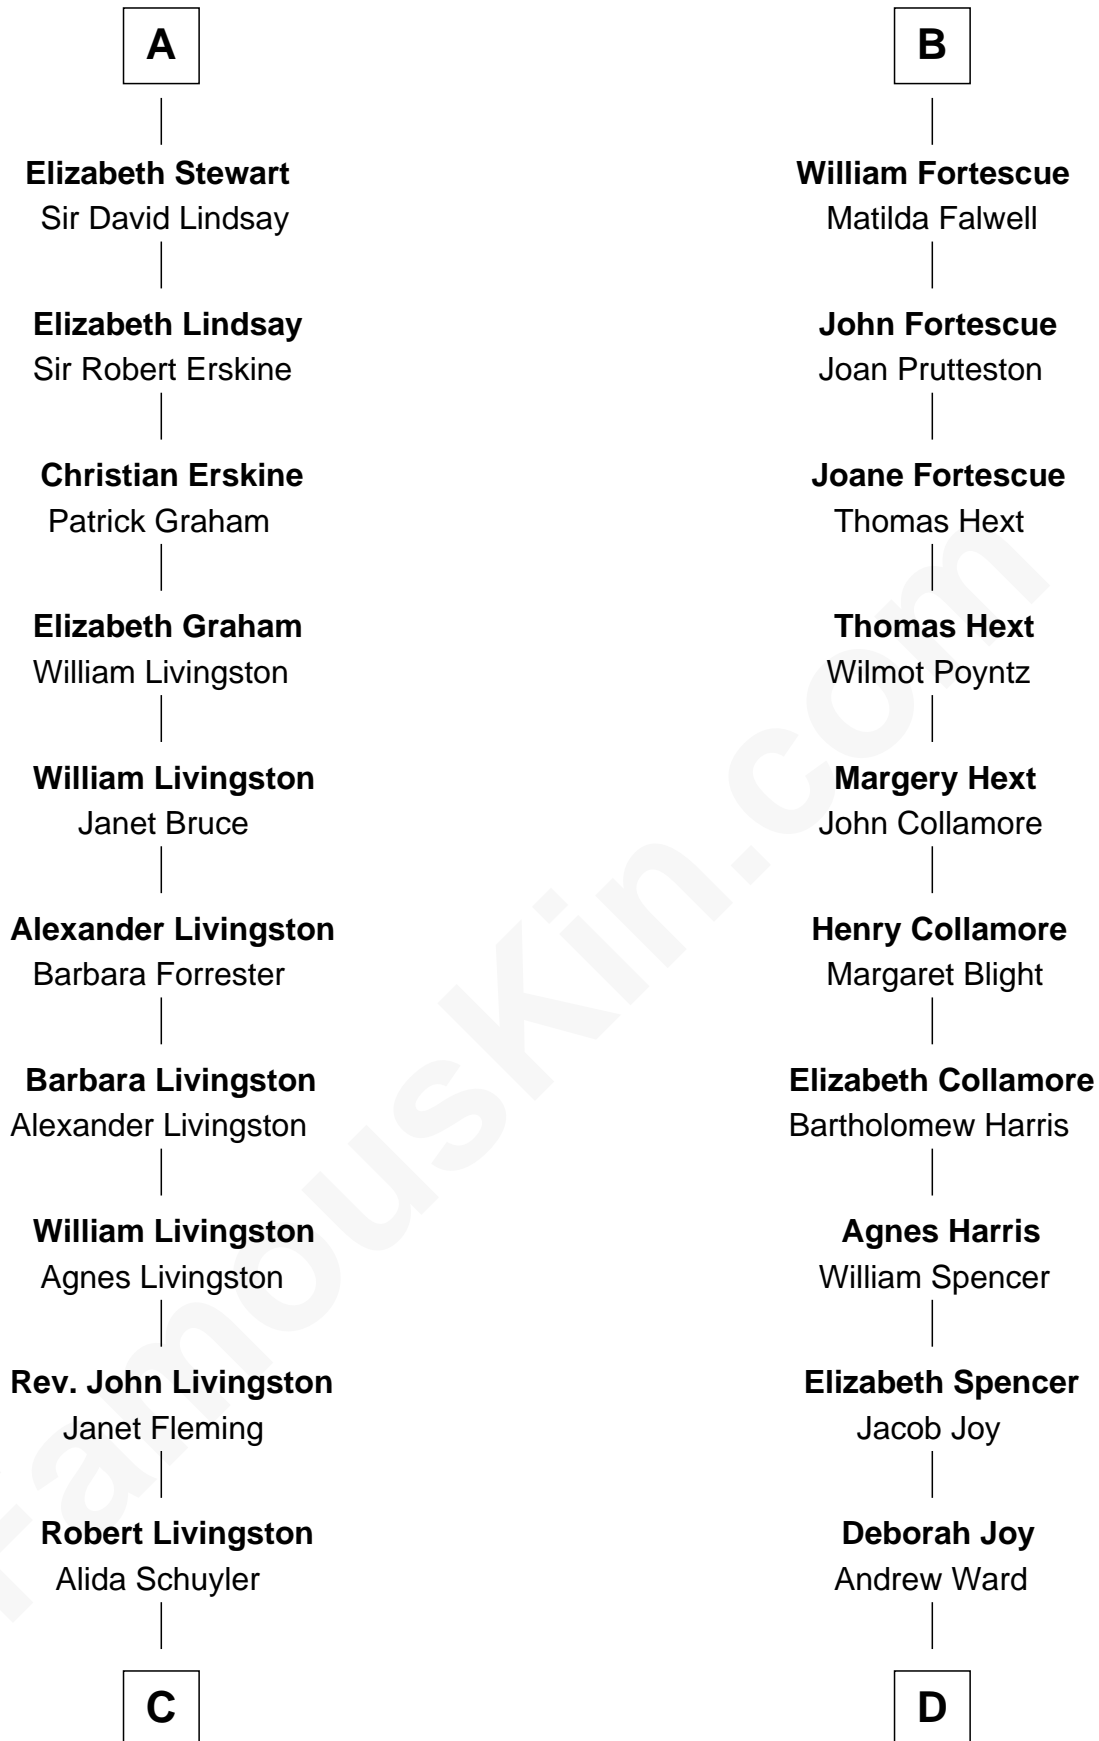 A
Elizabeth Stewart
Sir David Lindsay
Elizabeth Lindsay
Sir Robert Erskine
Christian Erskine
Patrick Graham
Elizabeth Graham
William Livingston
William Livingston
Janet Bruce
Alexander Livingston
Barbara Forrester
Barbara Livingston
Alexander Livingston
William Livingston
Agnes Livingston
Rev. John Livingston
Janet Fleming
Robert Livingston
Alida Schuyler
C
B
William Fortescue
Matilda Falwell
John Fortescue
Joan Prutteston
Joane Fortescue
Thomas Hext
Thomas Hext
Wilmot Poyntz
Margery Hext
John Collamore
Henry Collamore
Margaret Blight
Elizabeth Collamore
Bartholomew Harris
Agnes Harris
William Spencer
Elizabeth Spencer
Jacob Joy
Deborah Joy
Andrew Ward
D
FamousKin.com